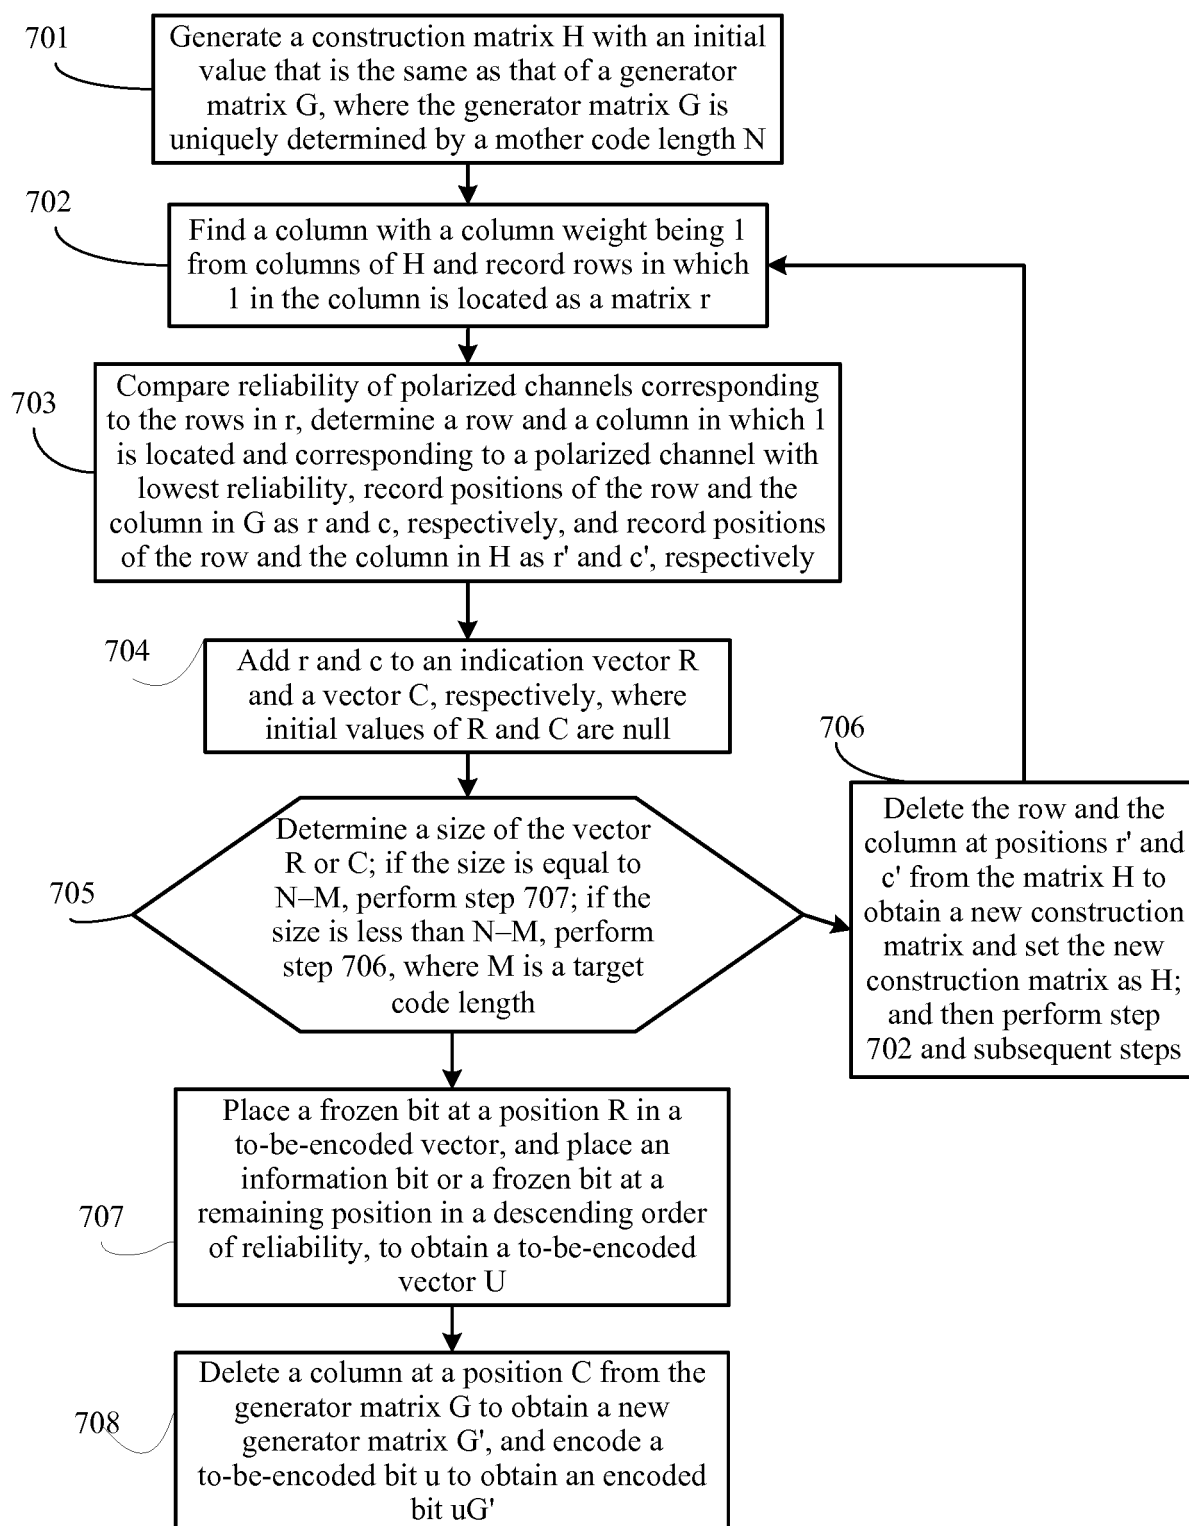 701
Generate a construction matrix H with an initial
value that is the same as that of a generator
matrix G, where the generator matrix G is
uniquely determined by a mother code length N
702
Find a column with a column weight being 1
from columns of H and record rows in which
1 in the column is located as a matrix r
703
Compare reliability of polarized channels corresponding
to the rows in r, determine a row and a column in which 1
is located and corresponding to a polarized channel with
lowest reliability, record positions of the row and the
column in G as r and c, respectively, and record positions
of the row and the column in H as r' and c', respectively
704
Add r and c to an indication vector R
and a vector C, respectively, where
initial values of R and C are null
705
Determine a size of the vector
R or C; if the size is equal to
N–M, perform step 707; if the
size is less than N–M, perform
step 706, where M is a target
code length
706
Delete the row and the
column at positions r' and
c' from the matrix H to
obtain a new construction
matrix and set the new
construction matrix as H;
and then perform step
702 and subsequent steps
707
Place a frozen bit at a position R in a
to-be-encoded vector, and place an
information bit or a frozen bit at a
remaining position in a descending order
of reliability, to obtain a to-be-encoded
vector U
708
Delete a column at a position C from the
generator matrix G to obtain a new
generator matrix G', and encode a
to-be-encoded bit u to obtain an encoded
bit uG'